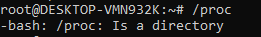 root@DESKTOP-VMN932K:~# /proc
-bash: /proc: Is a directory